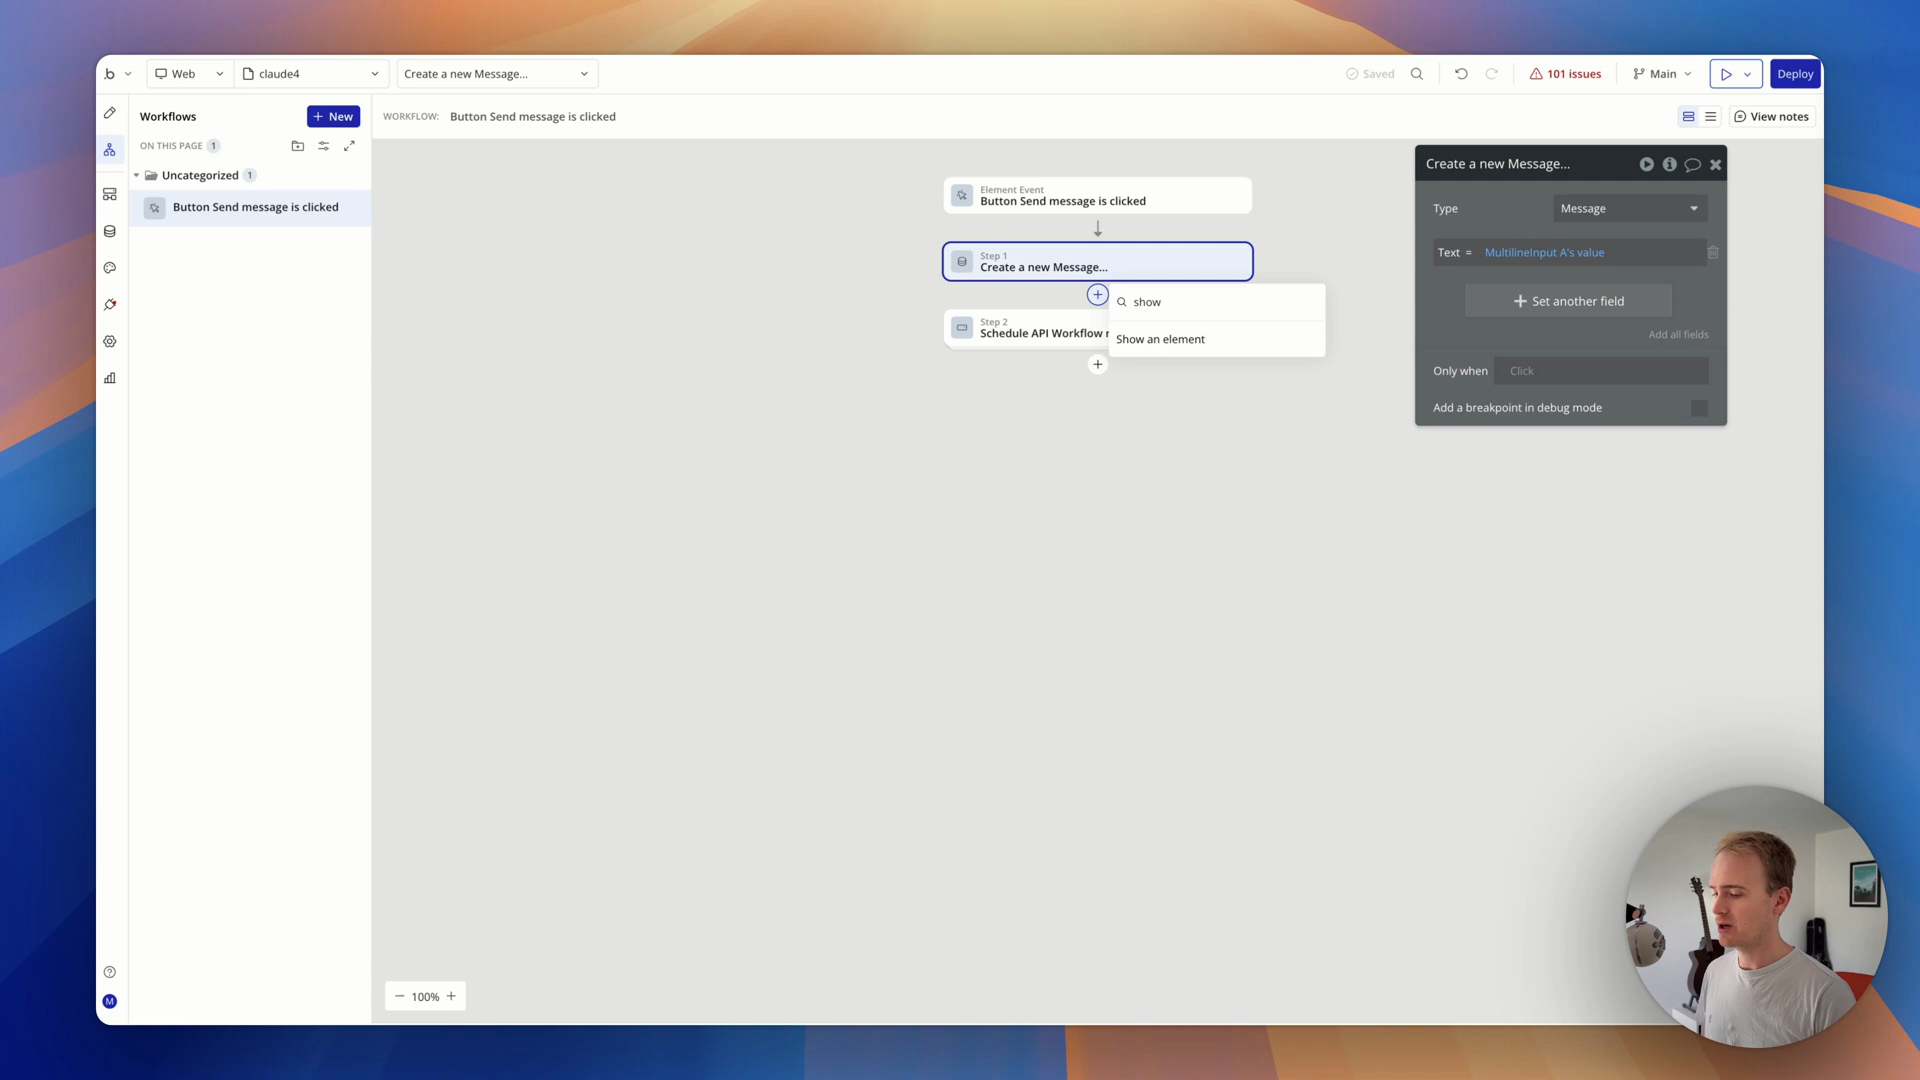 Web
claude4
Create a new Message...
Saved
101 issues
Main
Deploy
Workflows
+ New
WORKFLOW: Button Send message is clicked
View notes
ON THIS PAGE 1
Uncategorized 1
Button Send message is clicked
Element Event
Button Send message is clicked
Step 1
Create a new Message...
show
Show an element
Step 2
Schedule API Workflow
Create a new Message...
Type
Message
Text = MultilineInput A's value
Set another field
Add all fields
Only when
Click
Add a breakpoint in debug mode
100%
M